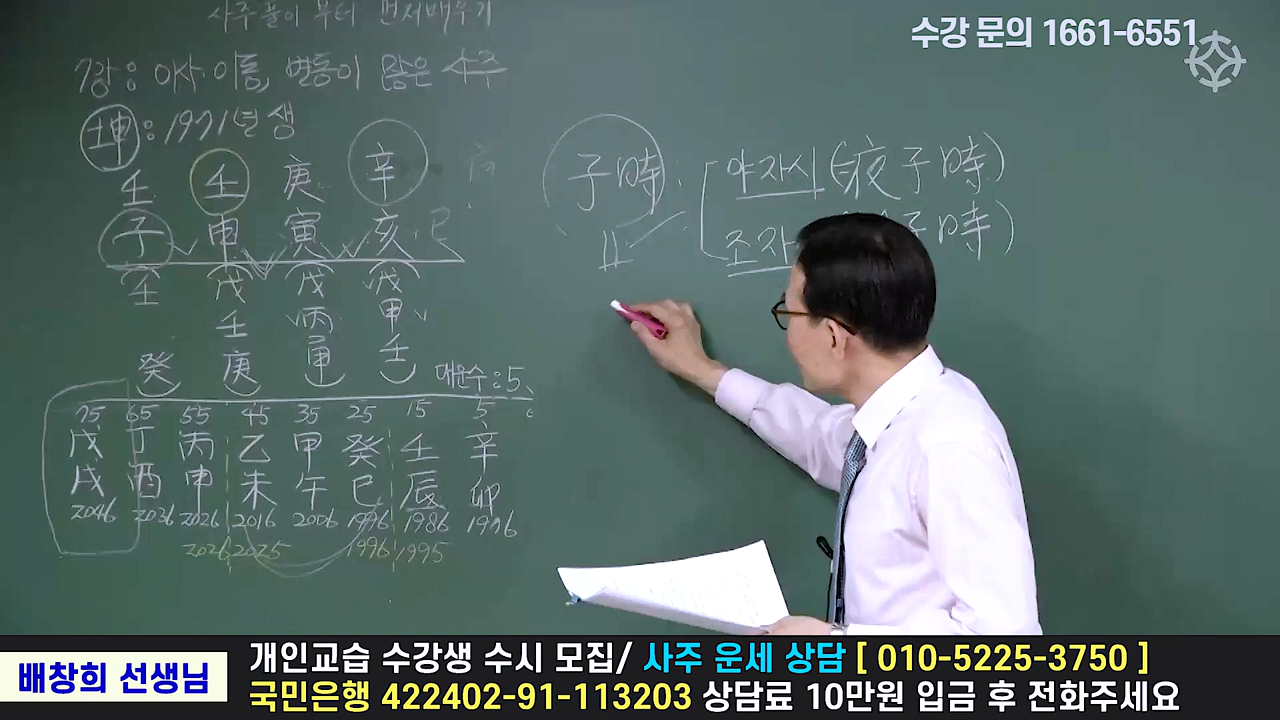 사주풀이 부터 먼저배우기
수강 문의 1661-6551
7강: 이사.이동, 변동이 많은 사주
坤: 1971년생
壬 壬 庚 辛
子 申 寅 亥
壬 戊 戊 戊
壬 丙 甲
癸 庚 甲 壬
대운수:5
75 65 55 45 35 25 15 5
戊 丁 丙 乙 甲 癸 壬 辛
戌 酉 申 未 午 巳 辰 卯
2046 2036 2026 2016 2006 1996 1986 1976
2026 2025 1996 1995
子時: 야자시(夜子時)
조자 子時)
배창희 선생님
개인교습 수강생 수시 모집/ 사주 운세 상담 [ 010-5225-3750 ]
국민은행 422402-91-113203 상담료 10만원 입금 후 전화주세요